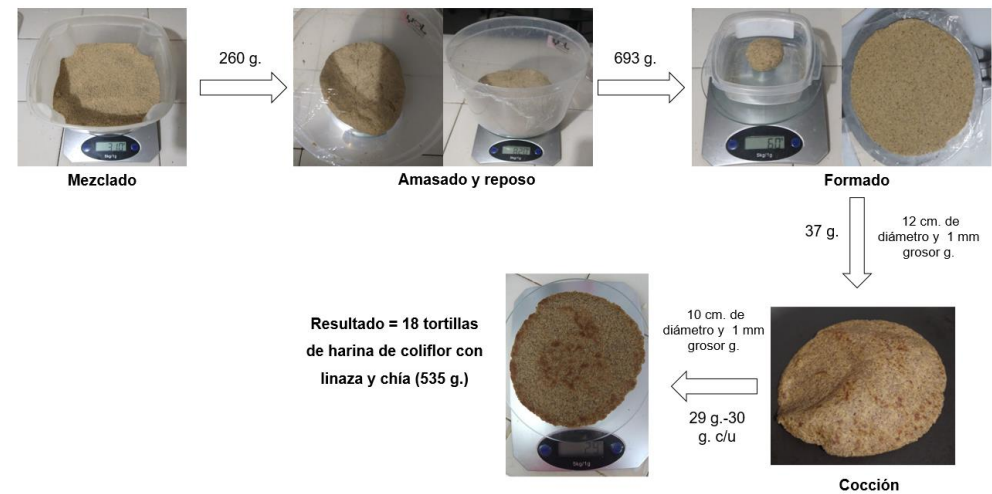 260 g.
693 g.
Mezclado
Amasado y reposo
Formado
37 g.
12 cm. de
diámetro y 1 mm
grosor g.
Resultado = 18 tortillas
de harina de coliflor con
linaza y chía (535 g.)
10 cm. de
diámetro y 1 mm
grosor g.
29 g.-30
g. c/u
Cocción